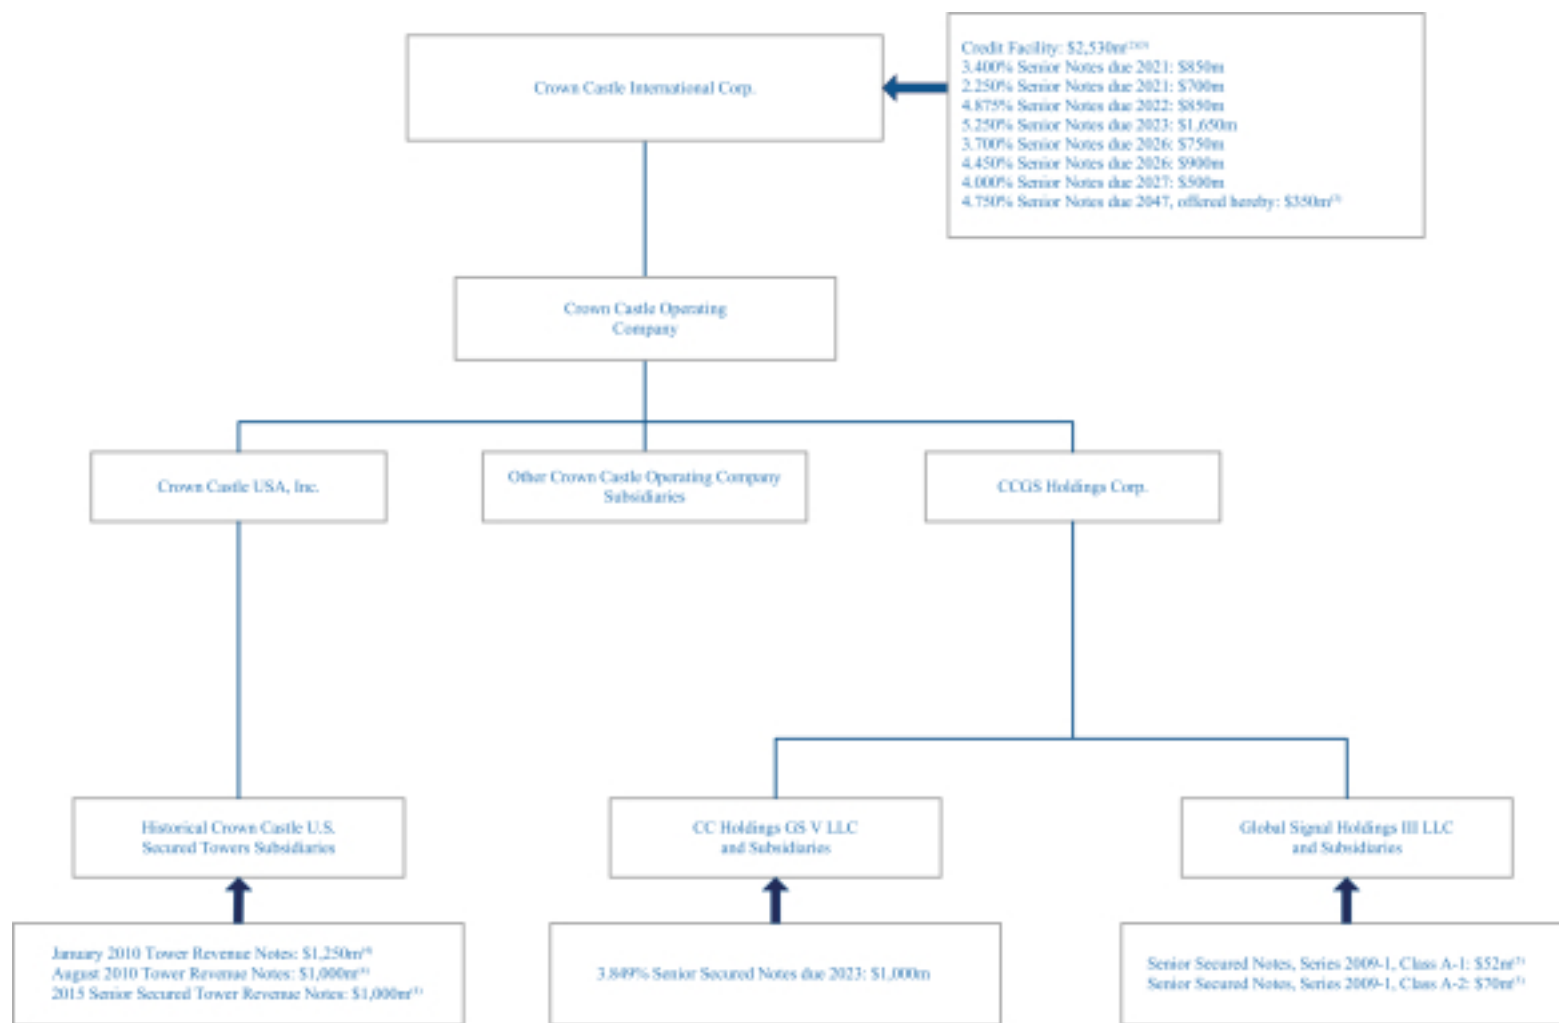 Crown Castle International Corp.
Credit Facility: $2,530m
3.400% Senior Notes due 2021: $850m
2.250% Senior Notes due 2021: $700m
4.875% Senior Notes due 2022: $850m
5.250% Senior Notes due 2023: $1,650m
3.700% Senior Notes due 2026: $750m
4.450% Senior Notes due 2026: $900m
4.000% Senior Notes due 2027: $500m
4.750% Senior Notes due 2047, offered hereby: $350m
Crown Castle Operating
Company
Crown Castle USA, Inc.
Other Crown Castle Operating Company
Subsidiaries
CCGS Holdings Corp.
Historical Crown Castle U.S.
Secured Towers Subsidiaries
CC Holdings GS V LLC
and Subsidiaries
Global Signal Holdings III LLC
and Subsidiaries
January 2010 Tower Revenue Notes: $1,250m
August 2010 Tower Revenue Notes: $1,000m
2015 Senior Secured Tower Revenue Notes: $1,000m
3.849% Senior Secured Notes due 2023: $1,000m
Senior Secured Notes, Series 2009-1, Class A-1: $52m
Senior Secured Notes, Series 2009-1, Class A-2: $70m